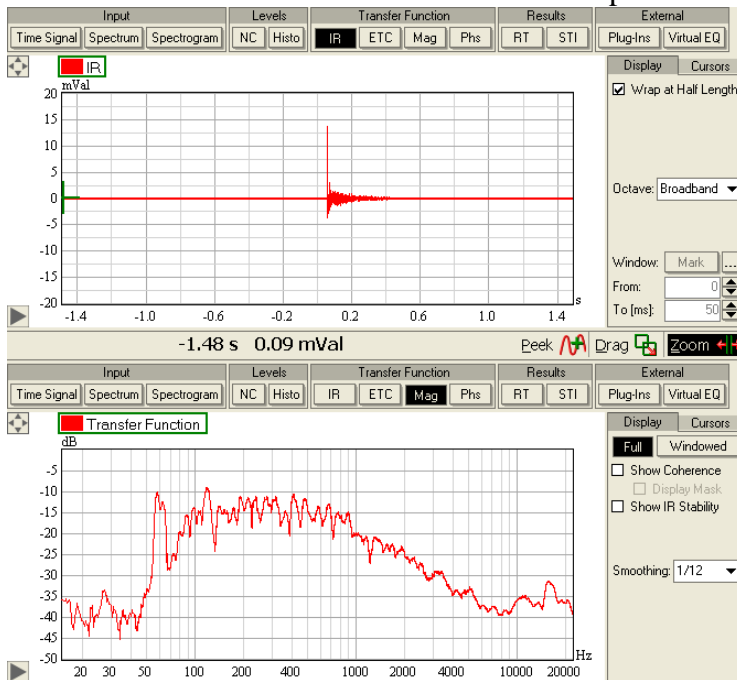 Input Levels Transfer Function Results External
Time Signal Spectrum Spectrogram NC Histo IR ETC Mag Phs RT STI Plug-Ins Virtual EQ
IR
Display Cursors
mVal
Wrap at Half Length
20
15
10
5
0
-5
-10
-15
-20
Octave: Broadband
Window: Mark ...
From: 0
To [ms]: 50
s
-1.4 -1.0 -0.6 -0.2 0.2 0.6 1.0 1.4
-1.48 s 0.09 mVal Peek Drag Zoom
Input Levels Transfer Function Results External
Time Signal Spectrum Spectrogram NC Histo IR ETC Mag Phs RT STI Plug-Ins Virtual EQ
Transfer Function
Display Cursors
dB
Full Windowed
Show Coherence
Display Mask
Show IR Stability
Smoothing: 1/12
-5
-10
-15
-20
-25
-30
-35
-40
-45
-50
Hz
20 30 50 100 200 400 1000 2000 4000 10000 20000